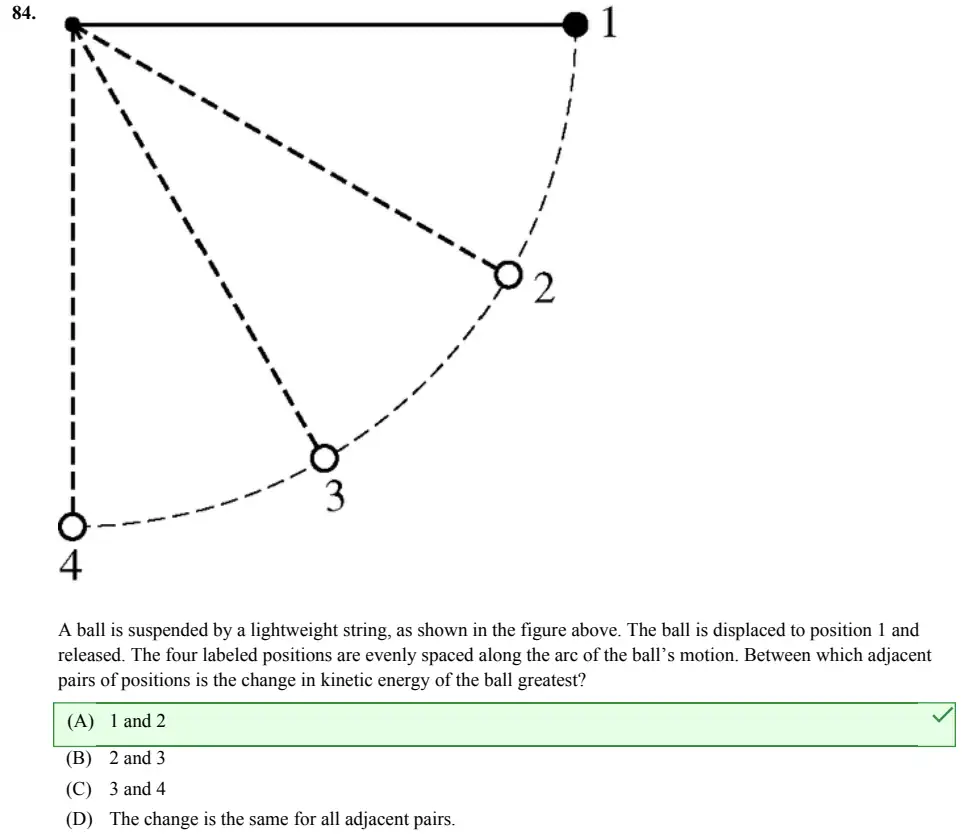 84.
1
2
3
4
A ball is suspended by a lightweight string, as shown in the figure above. The ball is displaced to position 1 and
released. The four labeled positions are evenly spaced along the arc of the ball’s motion. Between which adjacent
pairs of positions is the change in kinetic energy of the ball greatest?
(A) 1 and 2
(B) 2 and 3
(C) 3 and 4
(D) The change is the same for all adjacent pairs.